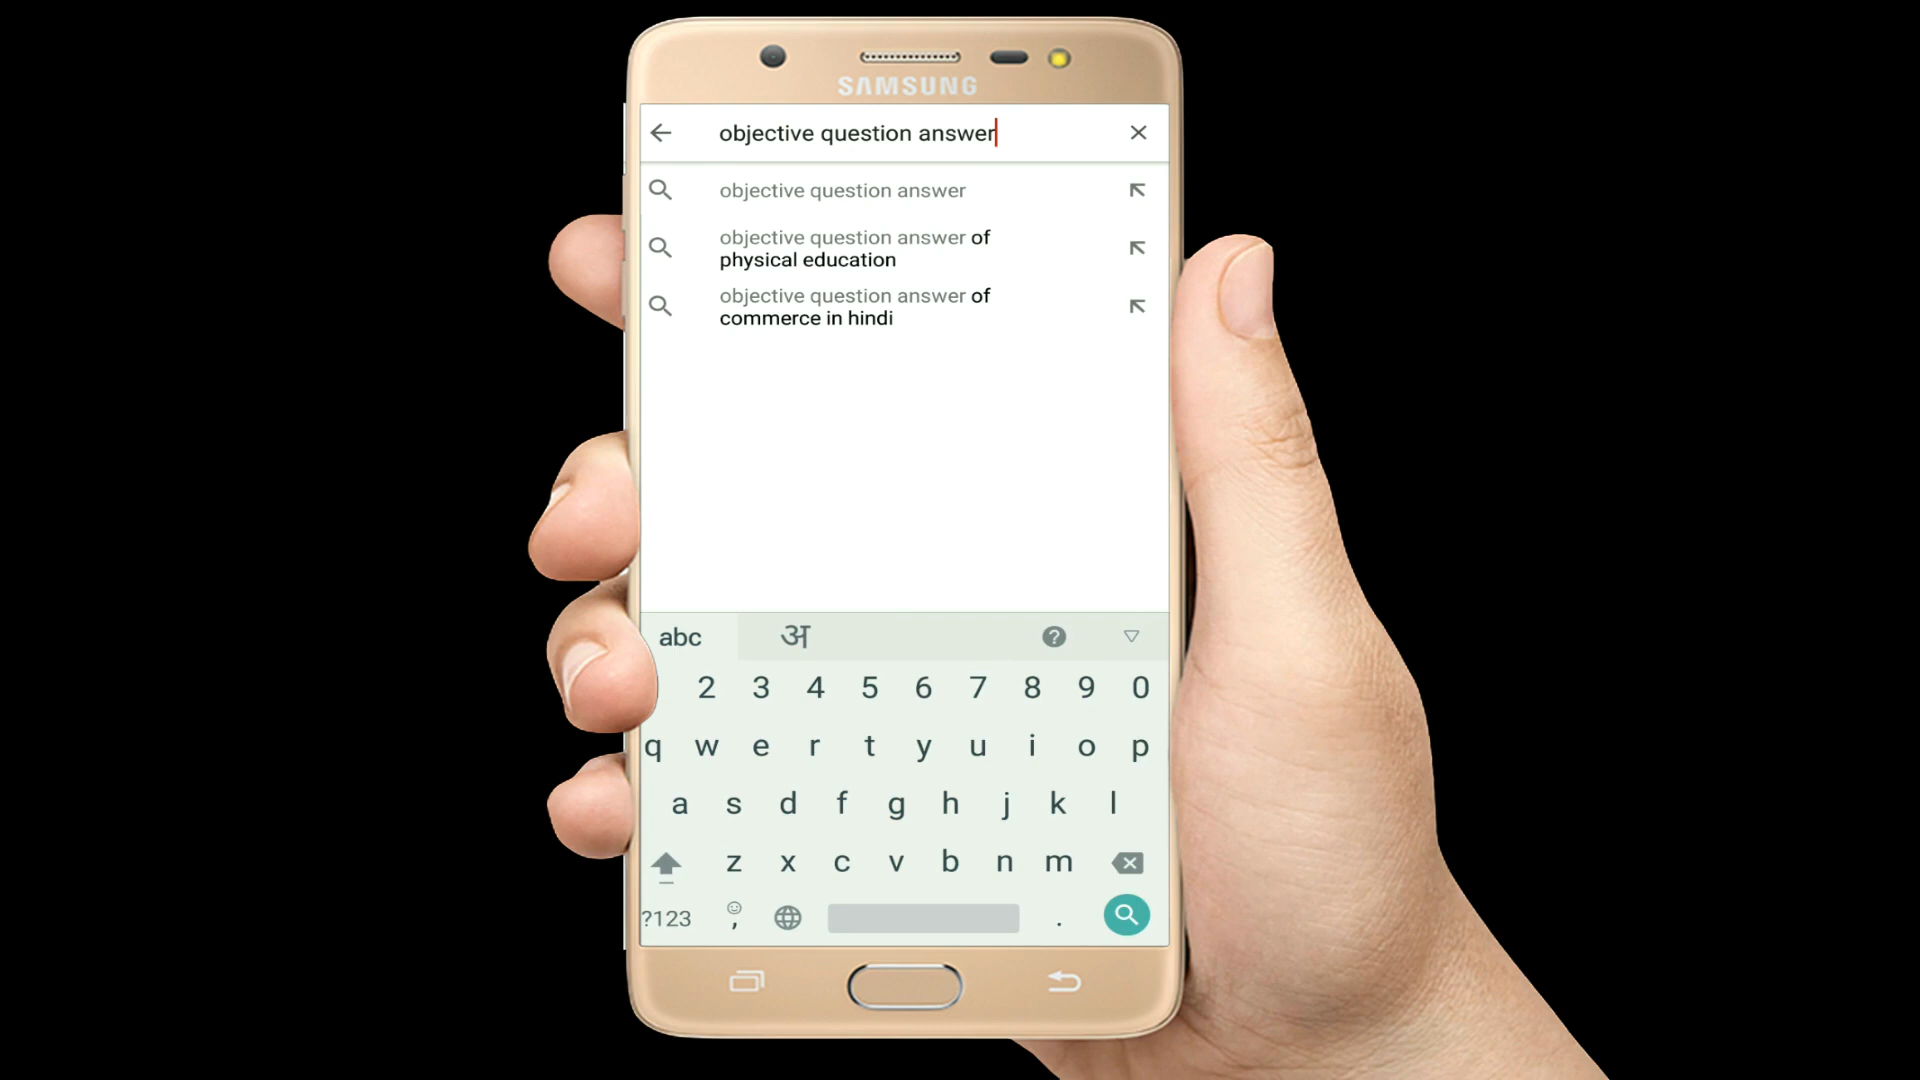 SAMSUNG
objective question answer
objective question answer
objective question answer of
physical education
objective question answer of
commerce in hindi
abc अ
2 3 4 5 6 7 8 9 0
q w e r t y u i o p
a s d f g h j k l
z x c v b n m
?123 , .